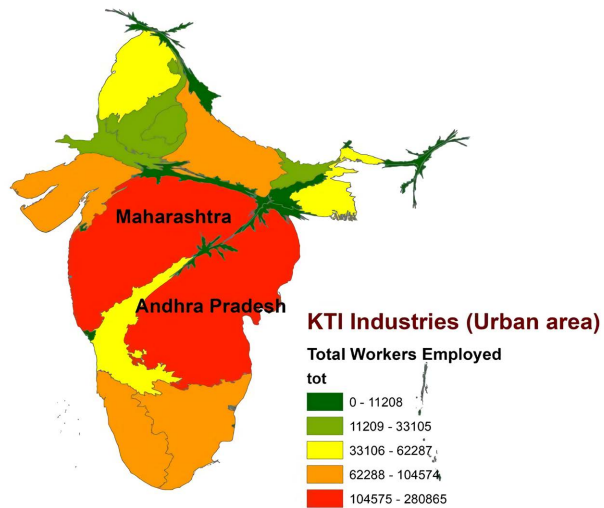 Maharashtra
Andhra Pradesh
KTI Industries (Urban area)
Total Workers Employed
tot
0 - 11208
11209 - 33105
33106 - 62287
62288 - 104574
104575 - 280865